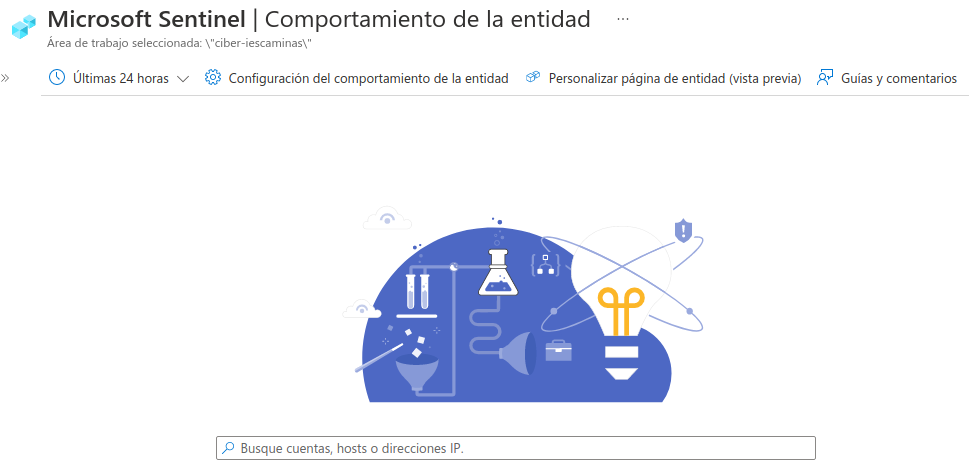 Microsoft Sentinel | Comportamiento de la entidad ...
Área de trabajo seleccionada: \"ciber-iescaminas\"
» Últimas 24 horas Configuración del comportamiento de la entidad Personalizar página de entidad (vista previa) Guías y comentarios
Busque cuentas, hosts o direcciones IP.